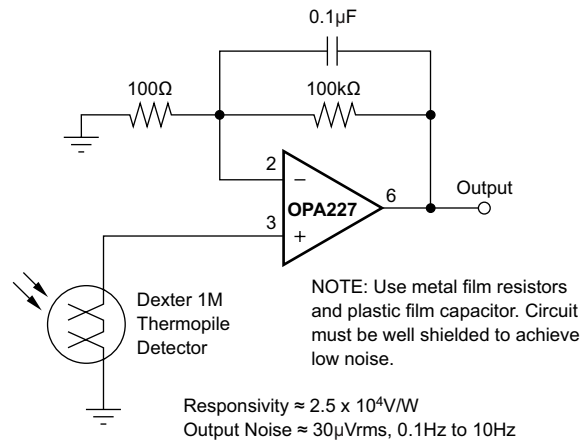 0.1µF
100Ω
100kΩ
2
−
OPA227
6
Output
3
+
Dexter 1M
Thermopile
Detector
NOTE: Use metal film resistors
and plastic film capacitor. Circuit
must be well shielded to achieve
low noise.
Responsivity ≈ 2.5 x 10⁴V/W
Output Noise ≈ 30µVrms, 0.1Hz to 10Hz